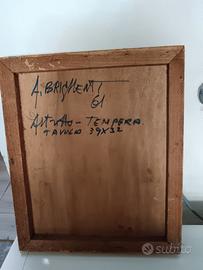 A. BRIGHENTI
61
ASTRATTO - TEMPERA
TAVOLA 39X32
subito